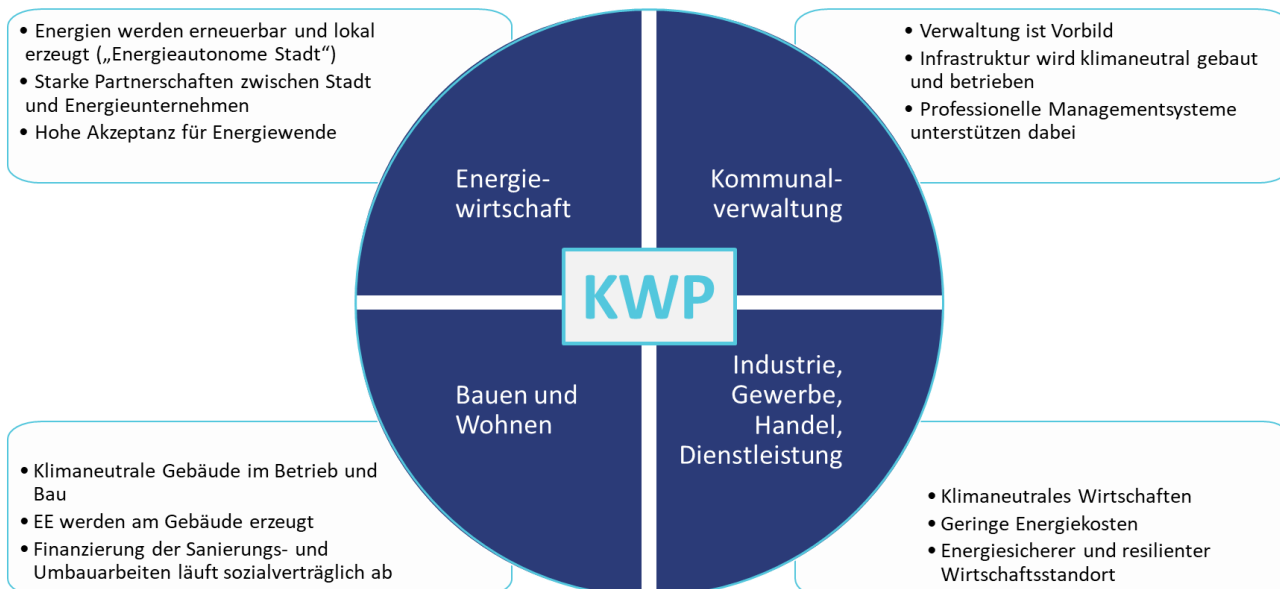 • Energien werden erneuerbar und lokal
erzeugt („Energieautonome Stadt“)
• Starke Partnerschaften zwischen Stadt
und Energieunternehmen
• Hohe Akzeptanz für Energiewende
• Verwaltung ist Vorbild
• Infrastruktur wird klimaneutral gebaut
und betrieben
• Professionelle Managementsysteme
unterstützen dabei
Energie-
wirtschaft
Kommunal-
verwaltung
KWP
Bauen und
Wohnen
Industrie,
Gewerbe,
Handel,
Dienstleistung
• Klimaneutrale Gebäude im Betrieb und
Bau
• EE werden am Gebäude erzeugt
• Finanzierung der Sanierungs- und
Umbauarbeiten läuft sozialverträglich ab
• Klimaneutrales Wirtschaften
• Geringe Energiekosten
• Energiesicherer und resilienter
Wirtschaftsstandort